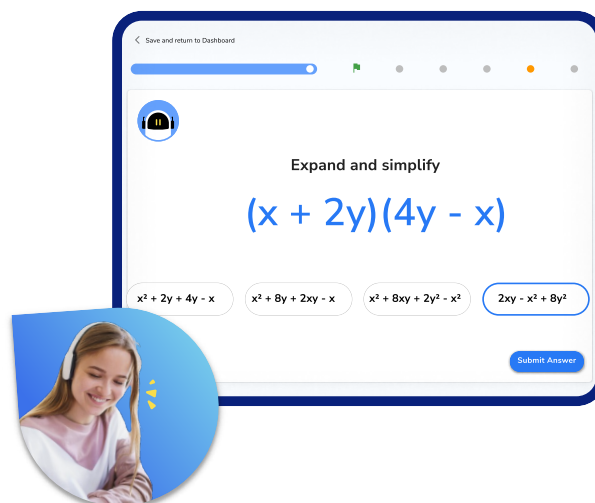 Save and return to Dashboard
Expand and simplify
(x + 2y)(4y - x)
x² + 2y + 4y - x
x² + 8y + 2xy - x
x² + 8xy + 2y² - x²
2xy - x² + 8y²
Submit Answer